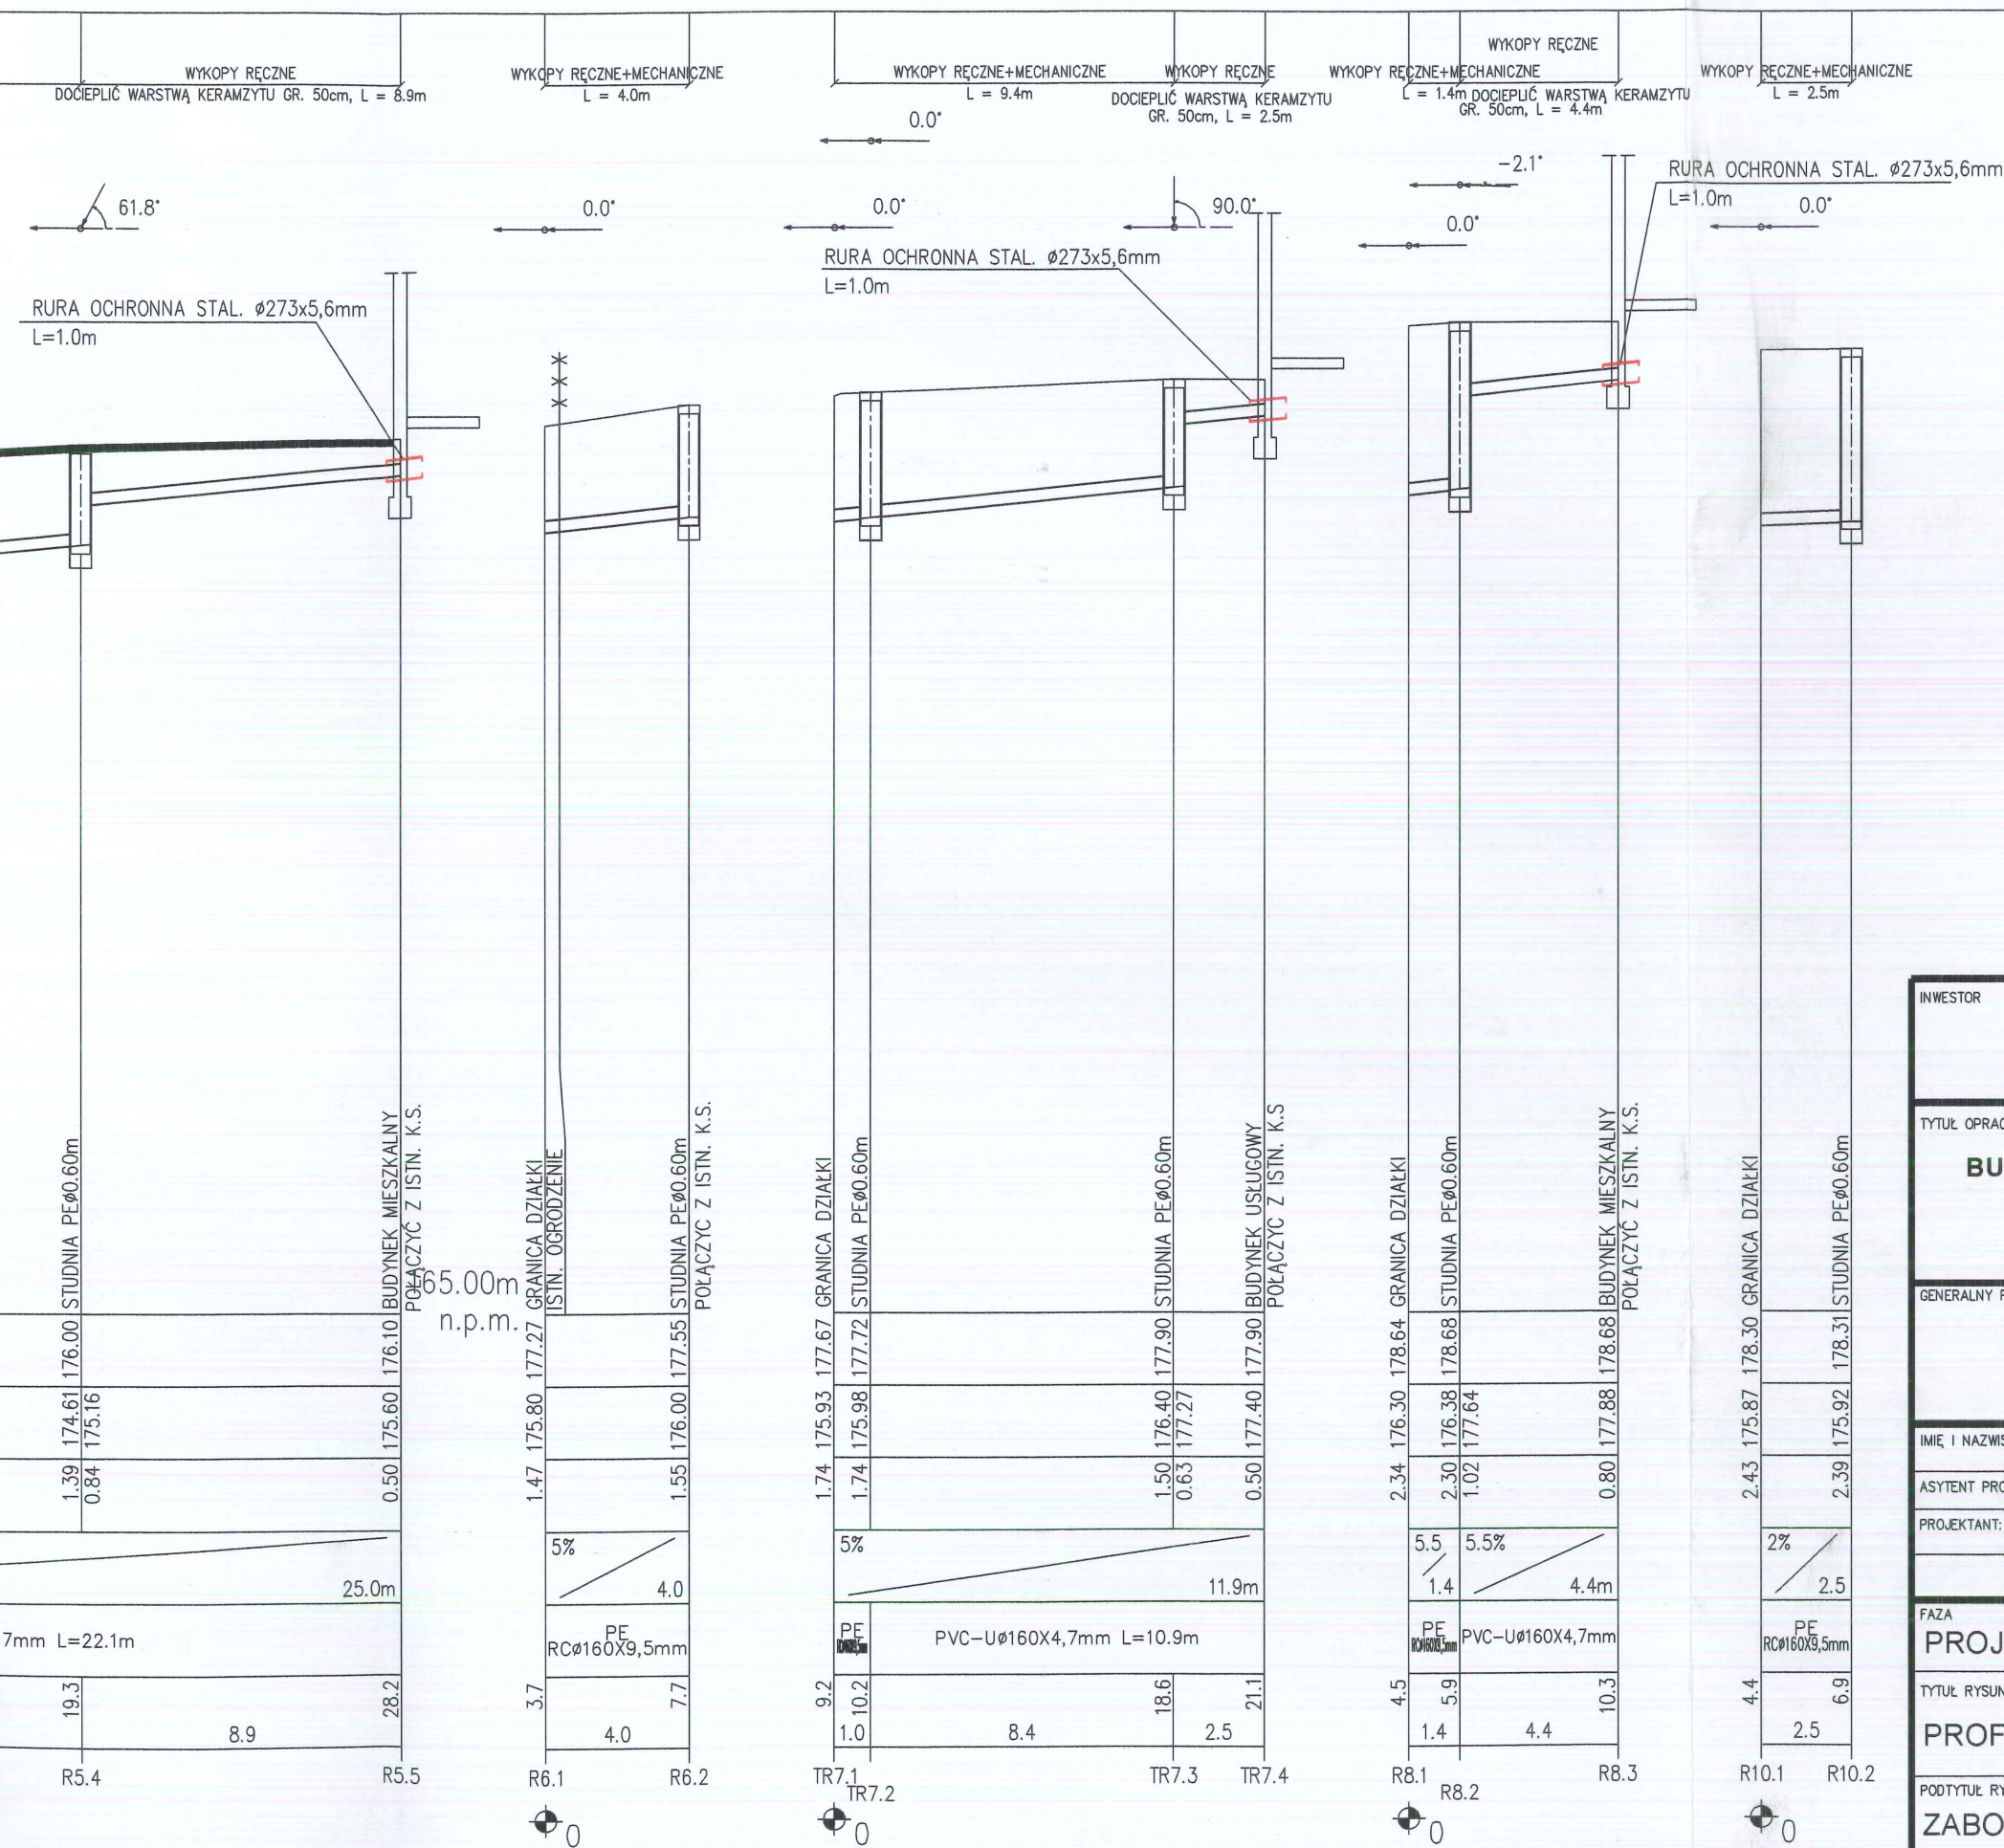 WYKOPY RĘCZNE
DOCIEPLIĆ WARSTWĄ KERAMZYTU GR. 50cm, L = 8.9m
WYKOPY RĘCZNE+MECHANICZNE
L = 4.0m
WYKOPY RĘCZNE+MECHANICZNE
L = 9.4m
WYKOPY RĘCZNE
DOCIEPLIĆ WARSTWĄ KERAMZYTU
GR. 50cm, L = 2.5m
WYKOPY RĘCZNE+MECHANICZNE
L = 1.4m
WYKOPY RĘCZNE
DOCIEPLIĆ WARSTWĄ KERAMZYTU
GR. 50cm, L = 4.4m
WYKOPY RĘCZNE+MECHANICZNE
L = 2.5m
61.8°
0.0°
0.0°
0.0°
90.0°
-2.1°
0.0°
0.0°
RURA OCHRONNA STAL. ø273x5,6mm
L=1.0m
RURA OCHRONNA STAL. ø273x5,6mm
L=1.0m
RURA OCHRONNA STAL. ø273x5,6mm
L=1.0m
STUDNIA PEø0.60m
BUDYNEK MIESZKALNY
POŁĄCZYĆ Z ISTN. K.S.
65.00m
n.p.m.
GRANICA DZIAŁKI
ISTN. OGRODZENIE
STUDNIA PEø0.60m
POŁĄCZYĆ Z ISTN. K.S.
GRANICA DZIAŁKI
STUDNIA PEø0.60m
STUDNIA PEø0.60m
BUDYNEK USŁUGOWY
POŁĄCZYĆ Z ISTN. K.S
GRANICA DZIAŁKI
STUDNIA PEø0.60m
BUDYNEK MIESZKALNY
POŁĄCZYĆ Z ISTN. K.S.
GRANICA DZIAŁKI
STUDNIA PEø0.60m
176.00 176.10 177.27 177.55 177.67 177.72 177.90 177.90 178.64 178.68 178.68 178.30 178.31
174.61 175.16 175.60 175.80 176.00 175.93 175.98 176.40 177.27 177.40 176.30 176.38 177.64 177.88 175.87 175.92
1.39 0.84 0.50 1.47 1.55 1.74 1.74 1.50 0.63 0.50 2.34 2.30 1.02 0.80 2.43 2.39
25.0m
5% 4.0
5% 11.9m
5.5 1.4
5.5% 4.4m
2% 2.5
7mm L=22.1m
PE
RCø160X9,5mm
PE
PVC-Uø160X4,7mm L=10.9m
PE
RCø160X9,5mm
PVC-Uø160X4,7mm
PE
RCø160X9,5mm
19.3 28.2 3.7 7.7 9.2 10.2 18.6 21.1 4.5 5.9 10.3 4.4 6.9
8.9 4.0 1.0 8.4 2.5 1.4 4.4 2.5
R5.4 R5.5 R6.1 R6.2 TR7.1 TR7.2 TR7.3 TR7.4 R8.1 R8.2 R8.3 R10.1 R10.2
0 0 0 0
INWESTOR
TYTUŁ OPRAC
BU
GENERALNY P
IMIĘ I NAZWIS
ASYTENT PRO
PROJEKTANT:
FAZA
PROJ
TYTUŁ RYSUN
PROF
PODTYTUŁ RY
ZABO